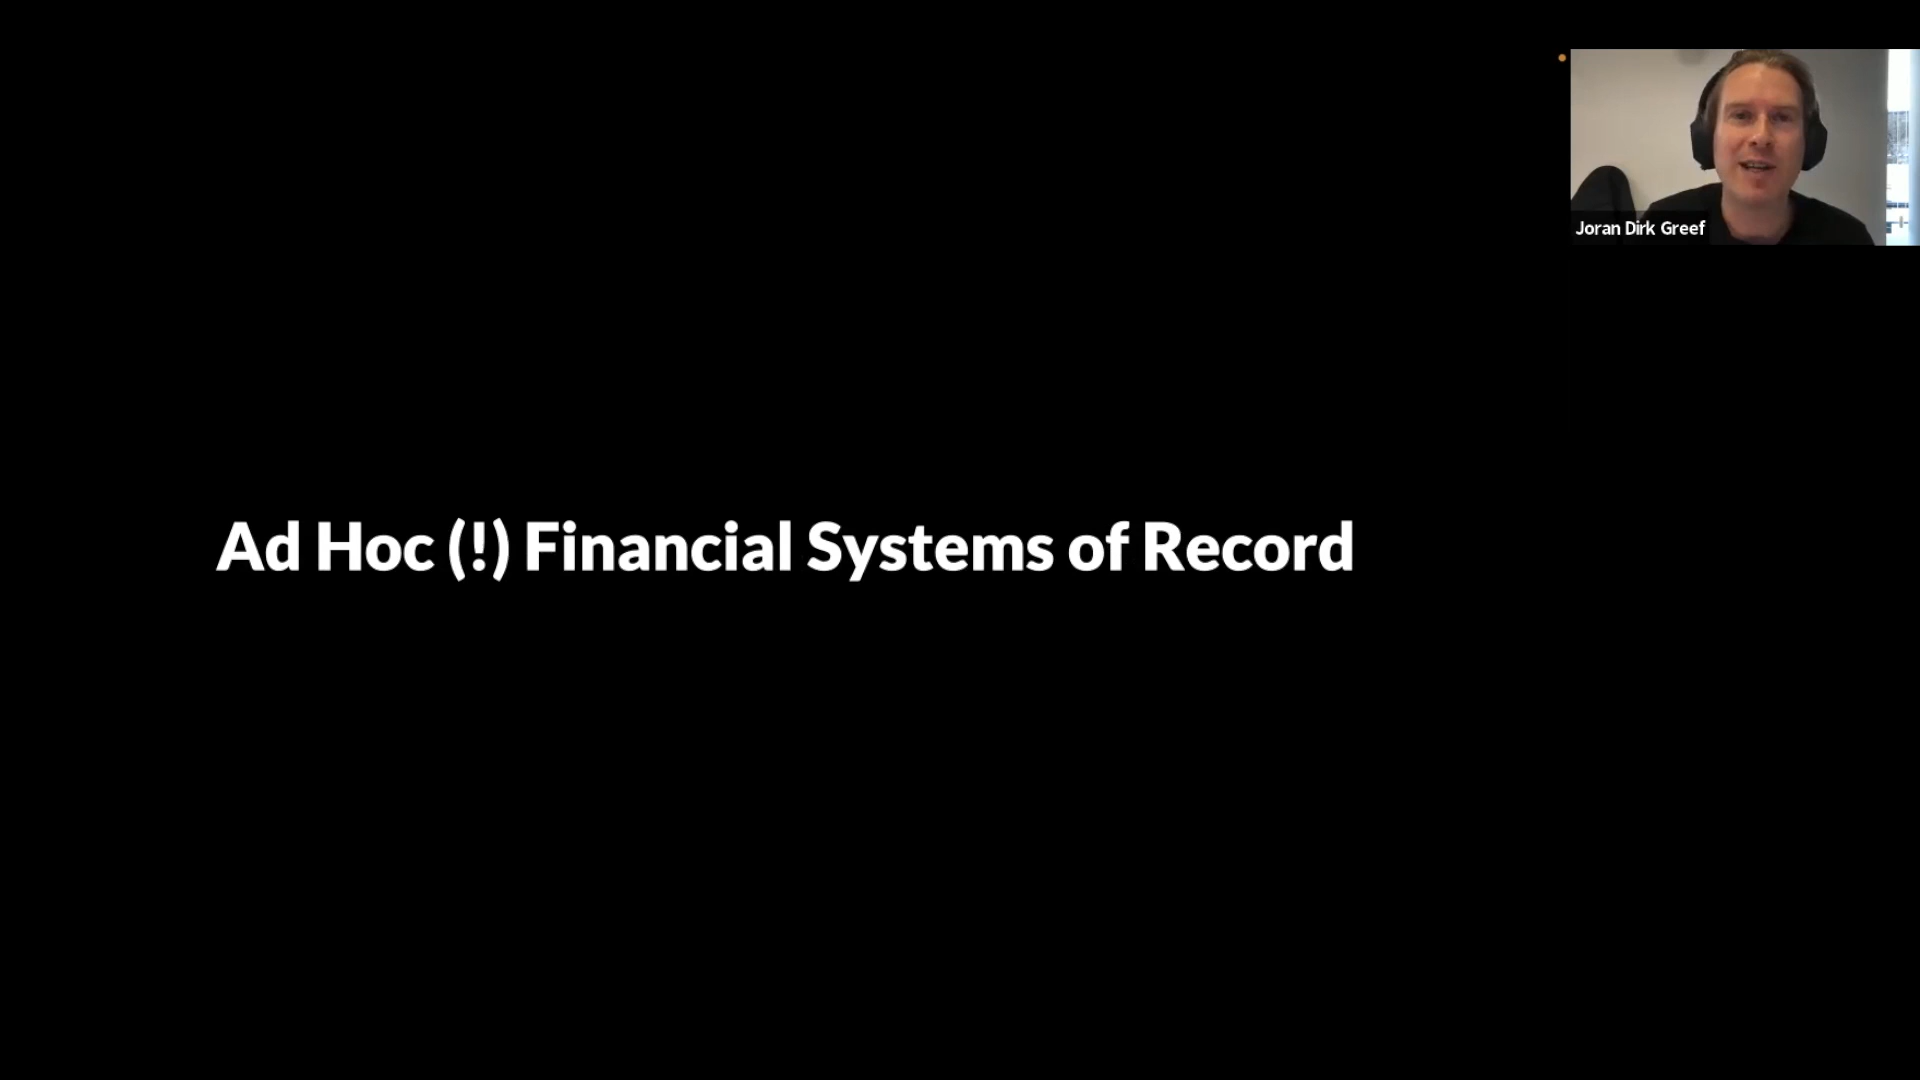 Joran Dirk Greef
Ad Hoc (!) Financial Systems of Record